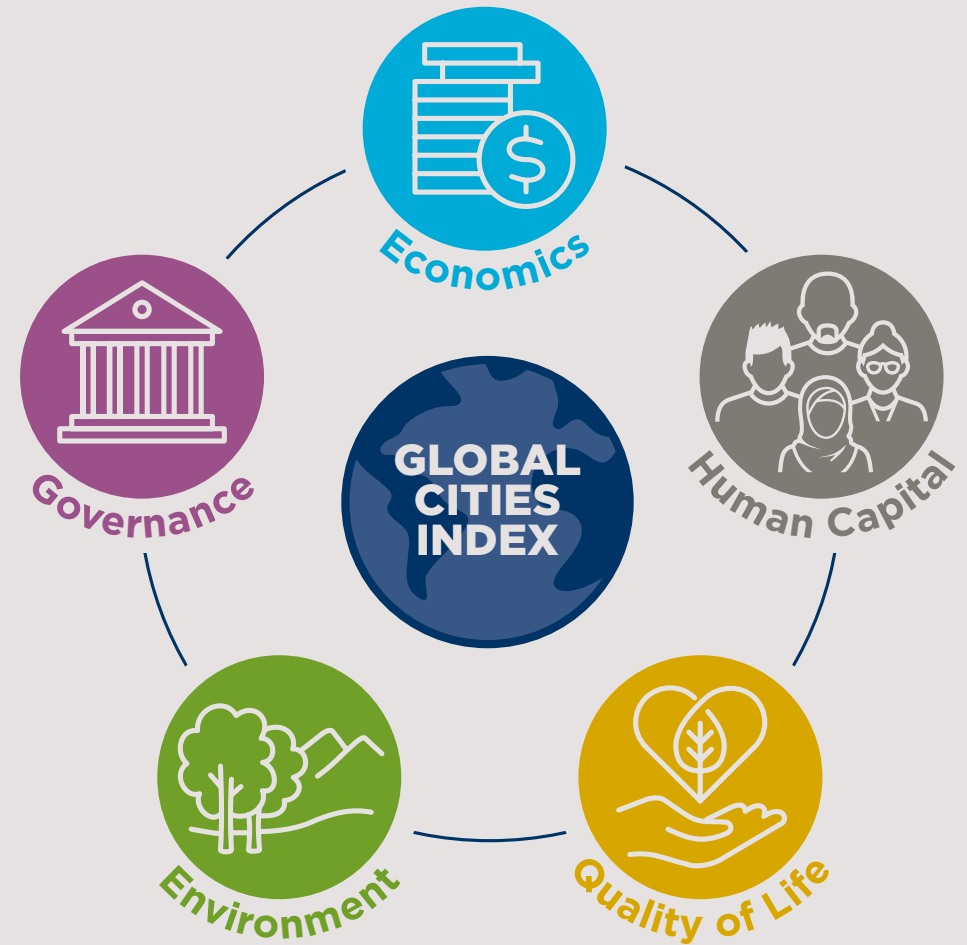 $
Economics
Governance
Human Capital
GLOBAL
CITIES
INDEX
Environment
Quality of Life